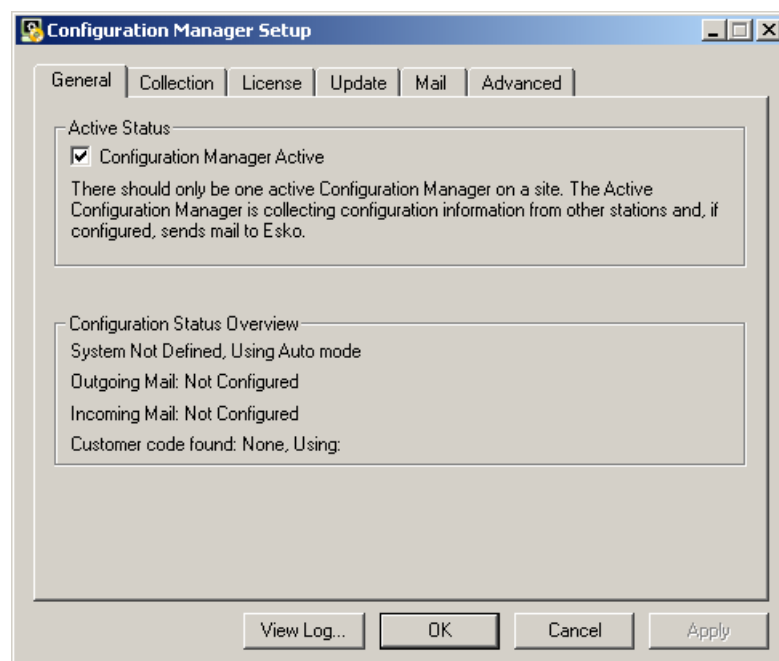 Configuration Manager Setup
General Collection License Update Mail Advanced
Active Status
Configuration Manager Active
There should only be one active Configuration Manager on a site. The Active
Configuration Manager is collecting configuration information from other stations and, if
configured, sends mail to Esko.
Configuration Status Overview
System Not Defined, Using Auto mode
Outgoing Mail: Not Configured
Incoming Mail: Not Configured
Customer code found: None, Using:
View Log... OK Cancel Apply